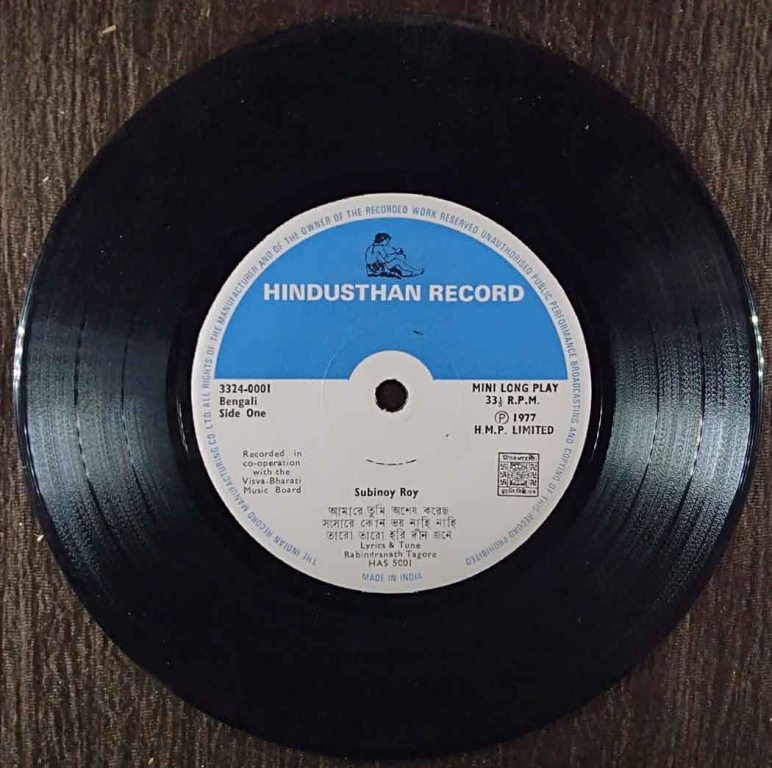 THE INDIAN RECORD MANUFACTURING CO. LTD. ALL RIGHTS OF THE MANUFACTURER AND OF THE OWNER OF THE RECORDED WORK RESERVED UNAUTHORISED PUBLIC PERFORMANCE BROADCASTING AND COPYING OF THIS RECORD PROHIBITED
HINDUSTHAN RECORD
3324-0001
Bengali
Side One
MINI LONG PLAY
33⅓ R.P.M.
Ⓟ 1977
H.M.P. LIMITED
Recorded in
co-operation
with the
Visva-Bharati
Music Board
Subinoy Roy
আমারে তুমি অশেষ করেছ
সংসারে কোন ভয় নাহি নাহি
তারো তারো হরি দীন জনে
Lyrics & Tune
Rabindranath Tagore
HAS 5001
MADE IN INDIA